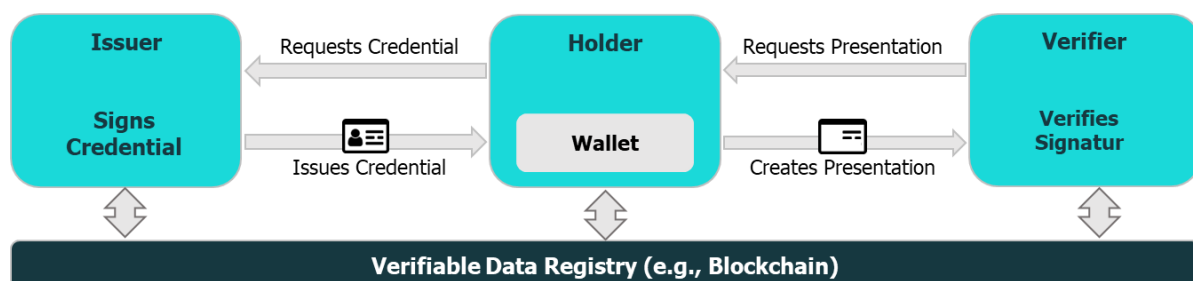 Issuer
Requests Credential
Holder
Requests Presentation
Verifier
Signs
Credential
Issues Credential
Wallet
Creates Presentation
Verifies
Signatur
Verifiable Data Registry (e.g., Blockchain)